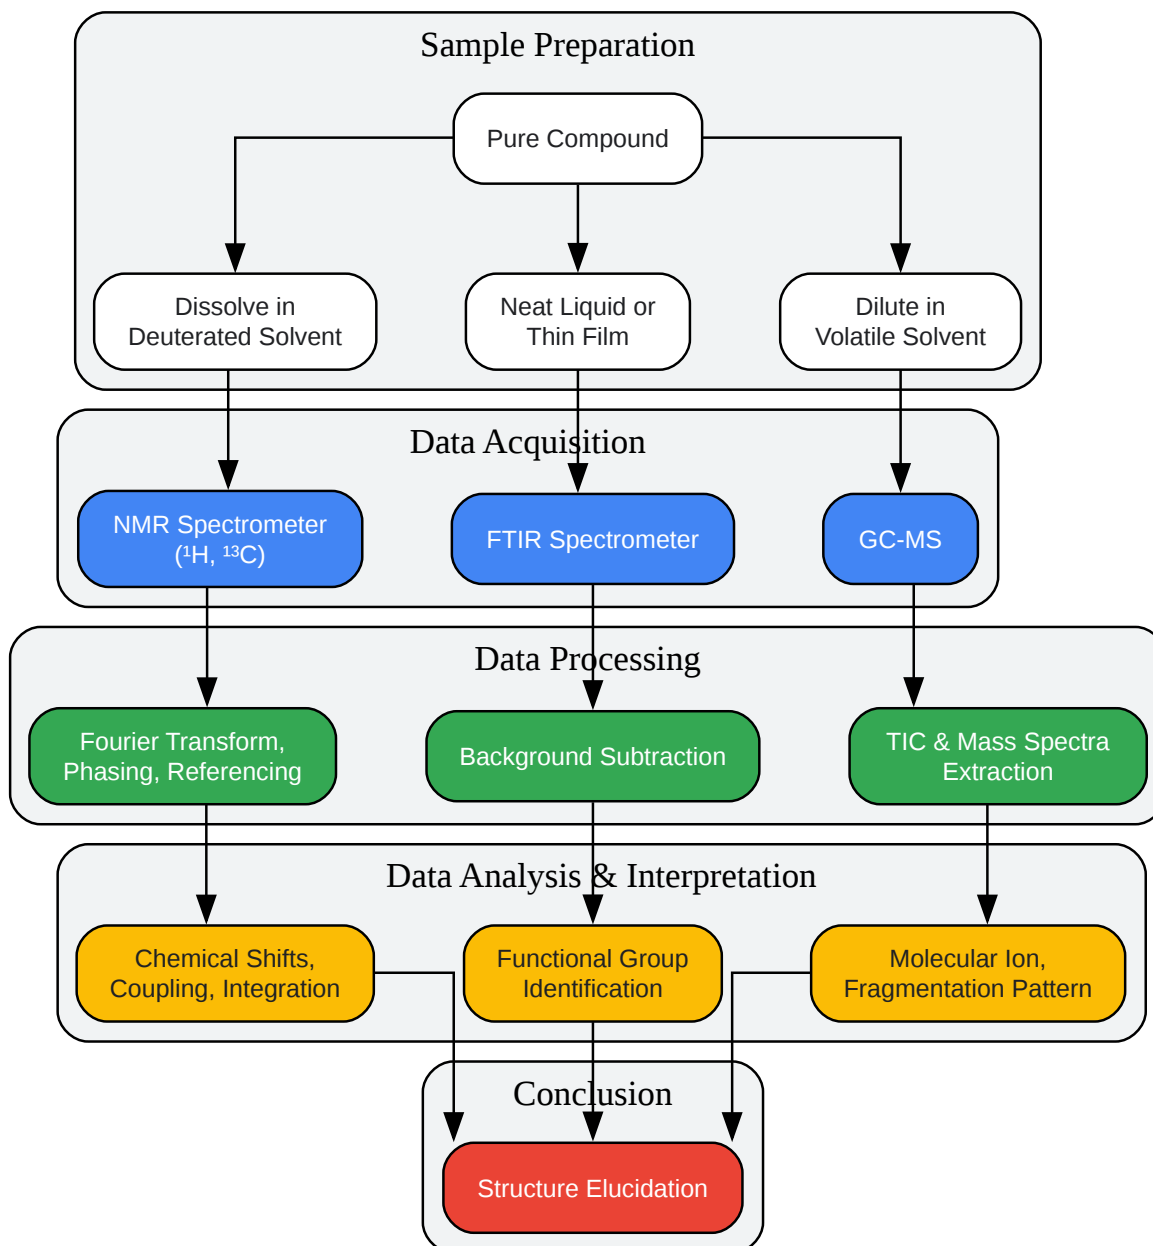 Sample Preparation
Pure Compound
Dissolve in
Deuterated Solvent
Neat Liquid or
Thin Film
Dilute in
Volatile Solvent
Data Acquisition
NMR Spectrometer
(¹H, ¹³C)
FTIR Spectrometer
GC-MS
Data Processing
Fourier Transform,
Phasing, Referencing
Background Subtraction
TIC & Mass Spectra
Extraction
Data Analysis & Interpretation
Chemical Shifts,
Coupling, Integration
Functional Group
Identification
Molecular Ion,
Fragmentation Pattern
Conclusion
Structure Elucidation